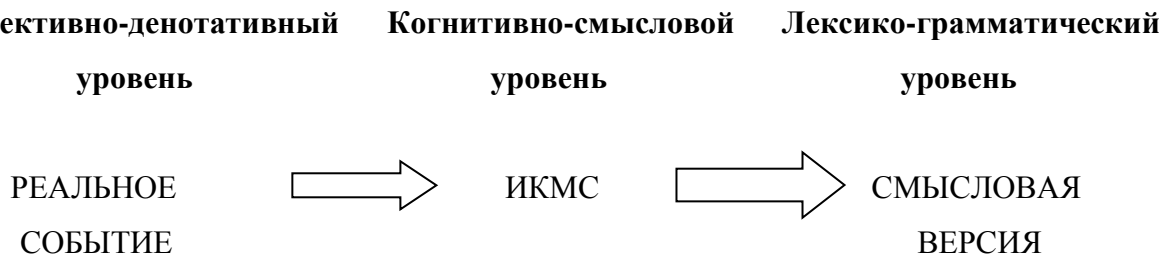 ективно-денотативный Когнитивно-смысловой Лексико-грамматический
уровень уровень уровень
РЕАЛЬНОЕ ИКМС СМЫСЛОВАЯ
СОБЫТИЕ ВЕРСИЯ